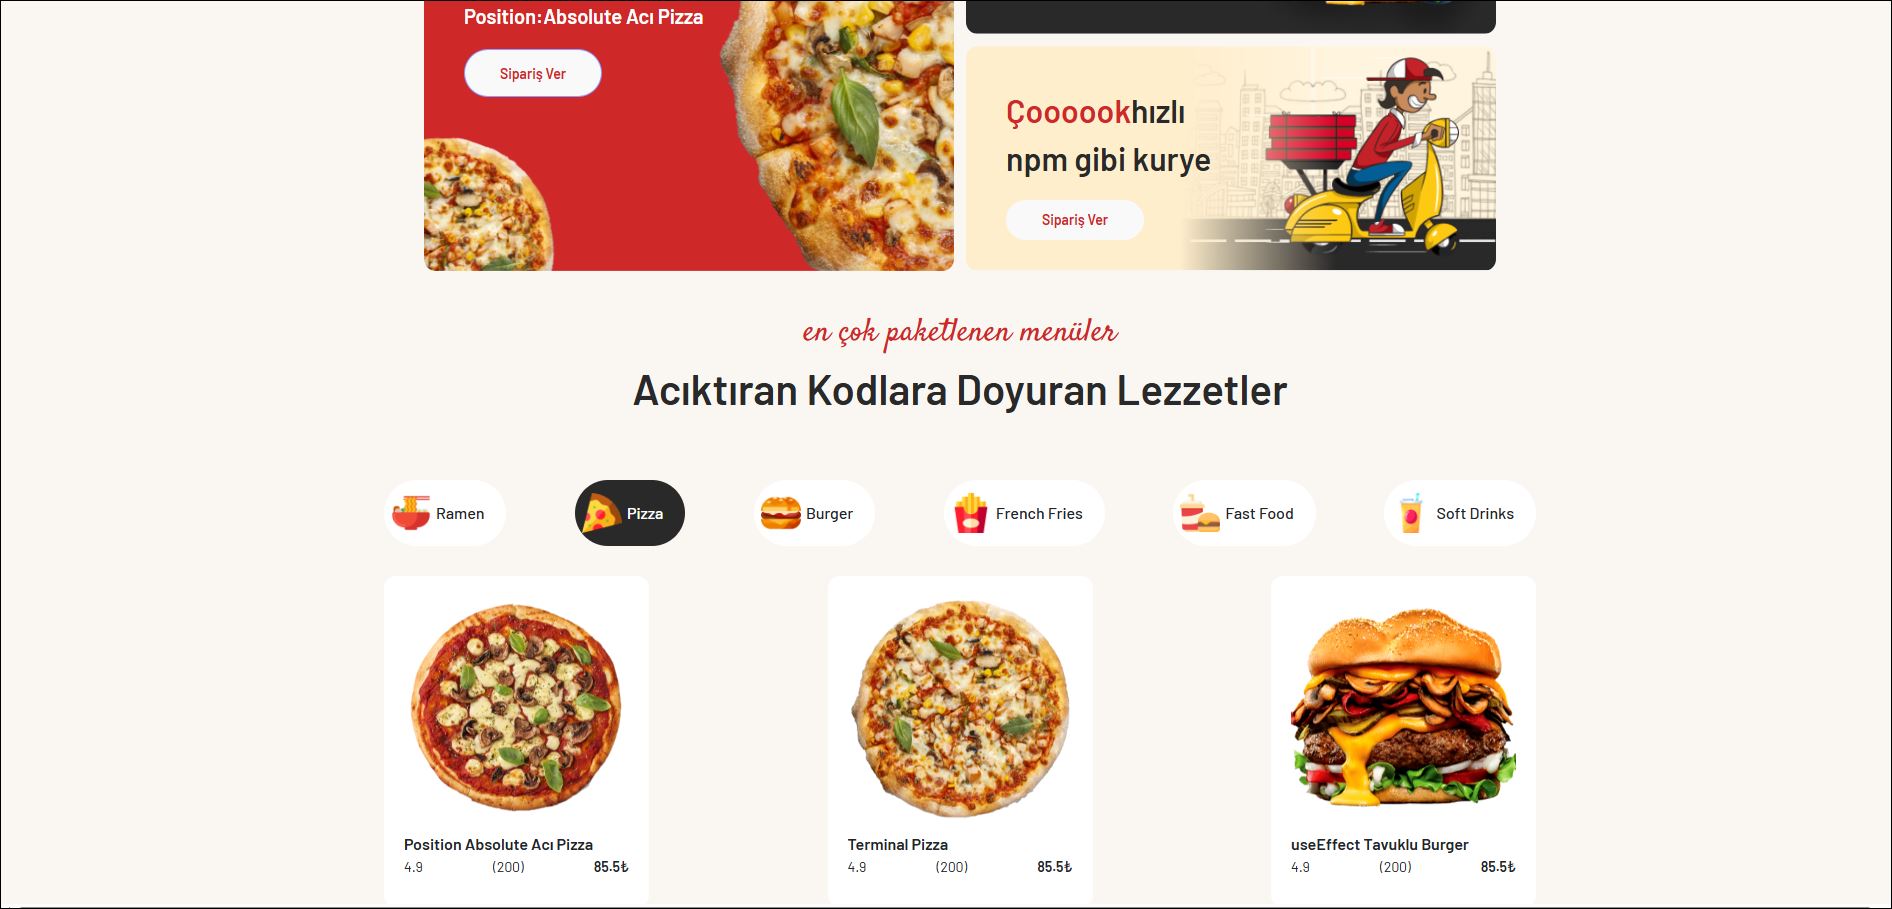 Position:Absolute Acı Pizza
Sipariş Ver
Çoooookhızlı
npm gibi kurye
Sipariş Ver
en çok paketlenen menüler
Acıktıran Kodlara Doyuran Lezzetler
Ramen
Pizza
Burger
French Fries
Fast Food
Soft Drinks
Position Absolute Acı Pizza
4.9 (200) 85.5₺
Terminal Pizza
4.9 (200) 85.5₺
useEffect Tavuklu Burger
4.9 (200) 85.5₺